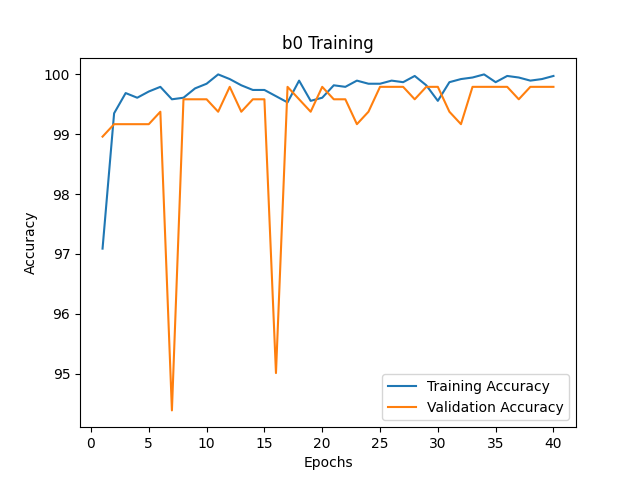 b0 Training
100
99
98
97
96
95
Accuracy
0 5 10 15 20 25 30 35 40
Epochs
Training Accuracy
Validation Accuracy